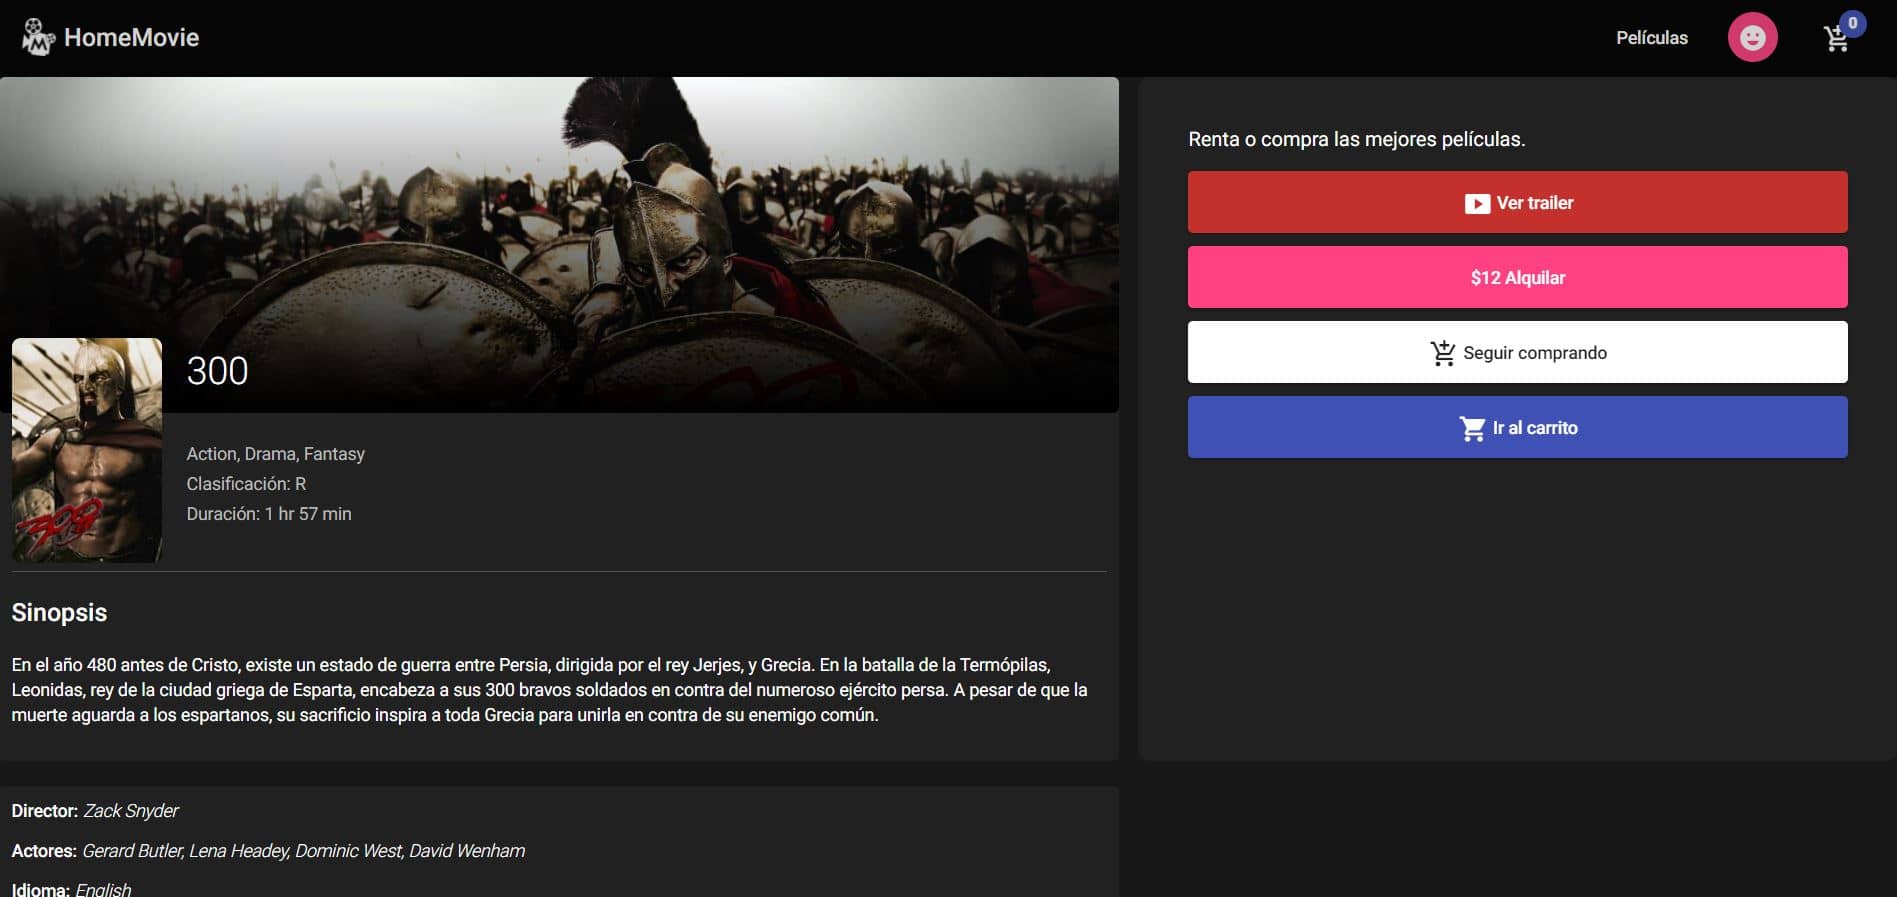 HomeMovie
Películas
0
Renta o compra las mejores películas.
Ver trailer
$12 Alquilar
Seguir comprando
Ir al carrito
300
300
Action, Drama, Fantasy
Clasificación: R
Duración: 1 hr 57 min
Sinopsis
En el año 480 antes de Cristo, existe un estado de guerra entre Persia, dirigida por el rey Jerjes, y Grecia. En la batalla de la Termópilas,
Leonidas, rey de la ciudad griega de Esparta, encabeza a sus 300 bravos soldados en contra del numeroso ejército persa. A pesar de que la
muerte aguarda a los espartanos, su sacrificio inspira a toda Grecia para unirla en contra de su enemigo común.
Director: Zack Snyder
Actores: Gerard Butler, Lena Headey, Dominic West, David Wenham
Idioma: English